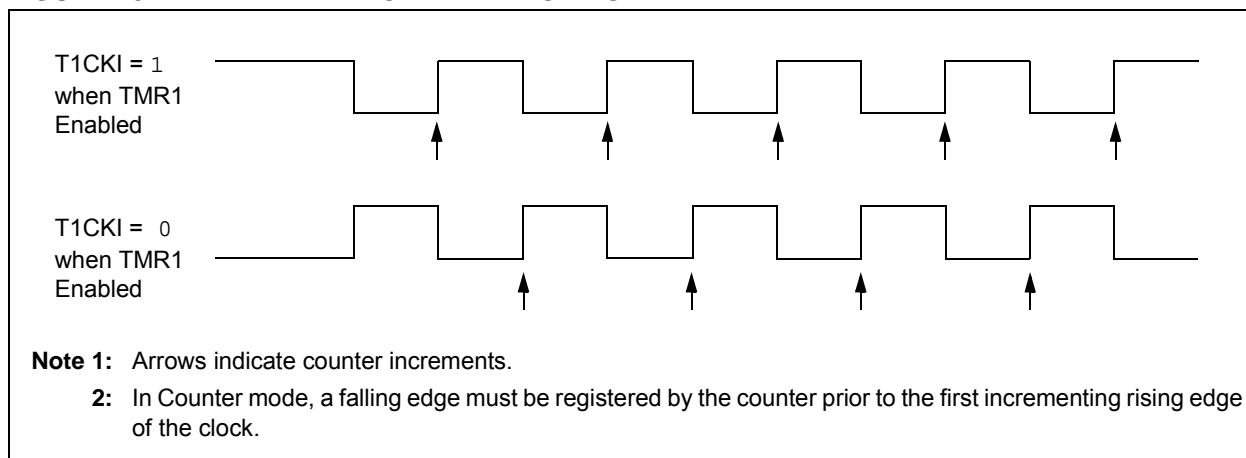 T1CKI = 1
when TMR1
Enabled
T1CKI = 0
when TMR1
Enabled
Note 1: Arrows indicate counter increments.
2: In Counter mode, a falling edge must be registered by the counter prior to the first incrementing rising edge
of the clock.